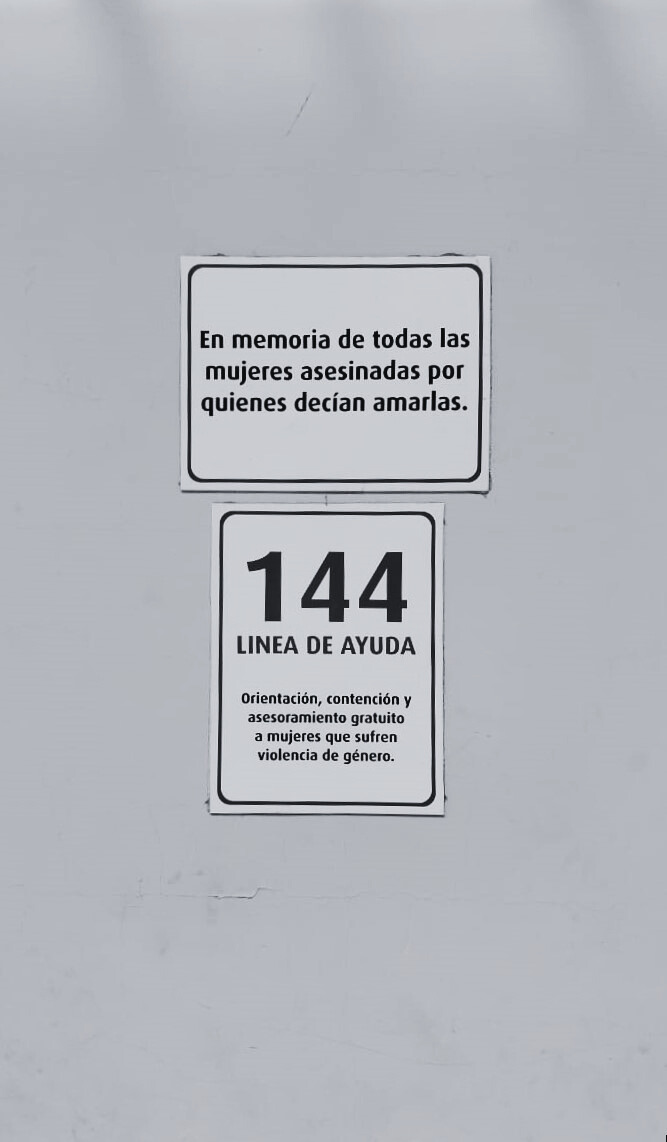 En memoria de todas las
mujeres asesinadas por
quienes decían amarlas.
144
LINEA DE AYUDA
Orientación, contención y
asesoramiento gratuito
a mujeres que sufren
violencia de género.